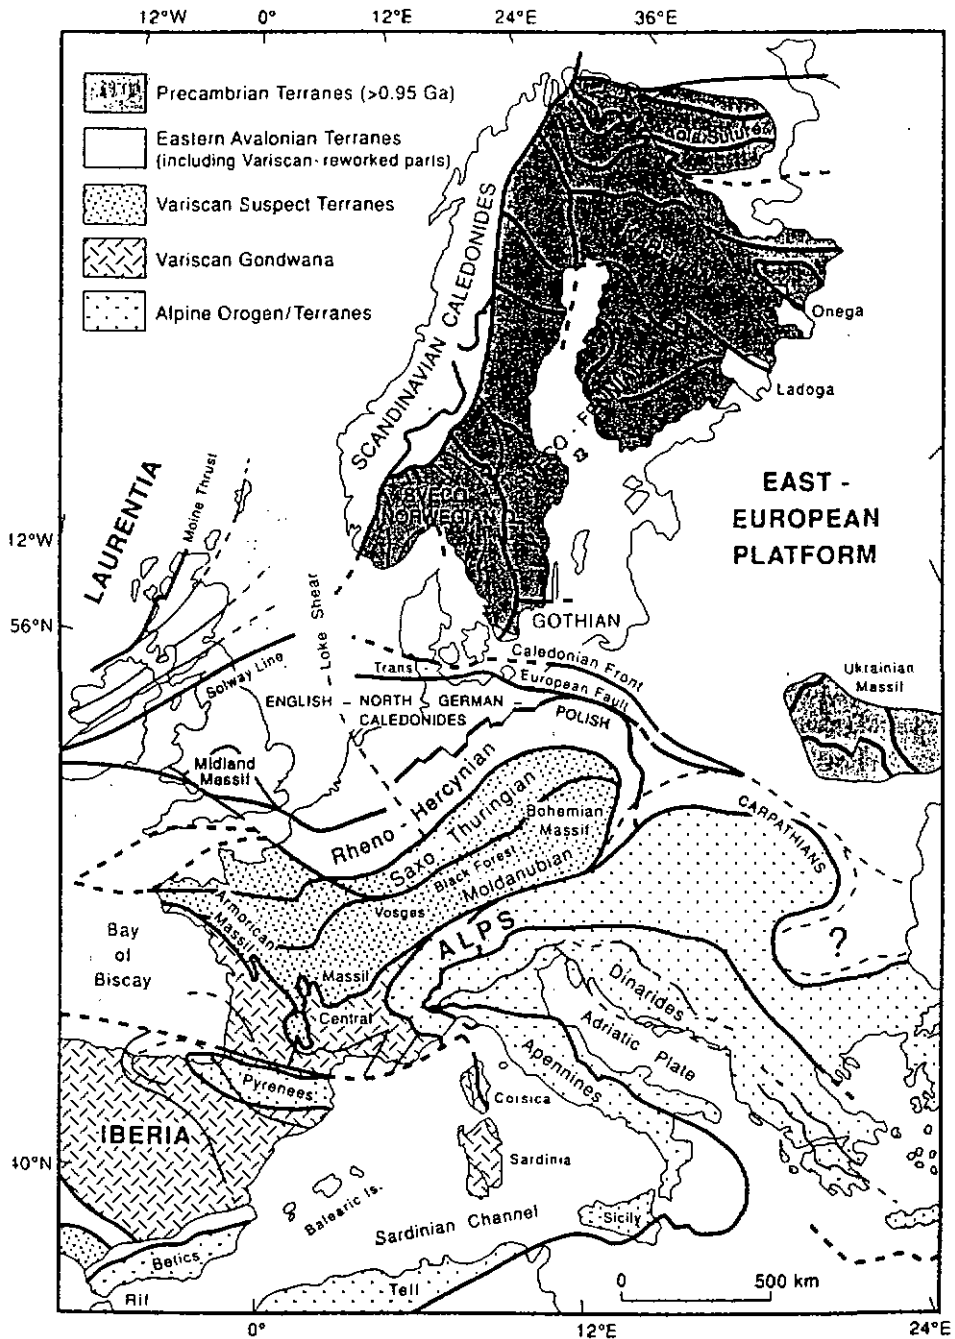 12°W 0° 12°E 24°E 36°E
Precambrian Terranes (>0.95 Ga)
Eastern Avalonian Terranes
(including Variscan-reworked parts)
Variscan Suspect Terranes
Variscan Gondwana
Alpine Orogen/Terranes
Kola Suture
Onega
Ladoga
SCANDINAVIAN CALEDONIDES
SVECO-
NORWEGIAN
EAST -
EUROPEAN
PLATFORM
LAURENTIA
Moine Thrust
12°W
56°N
GOTHIAN
Loke Shear
Solway Line
Trans
European Fault
Caledonian Front
ENGLISH - NORTH GERMAN -
CALEDONIDES
POLISH
Ukrainian
Massif
Midland
Massif
Rheno - Hercynian
Saxo Thuringian
Bohemian
Massif
Black Forest
Moldanubian
Vosges
CARPATHIANS
Armorican
Massif
Bay
of
Biscay
ALPS
?
Massif
Central
Dinarides
Adriatic Plate
Apennines
Pyrenees
Corsica
IBERIA
40°N
Sardinia
Balearic Is.
Sardinian Channel
Sicily
Betics
Rif
Tell
0 500 km
0° 12°E 24°E